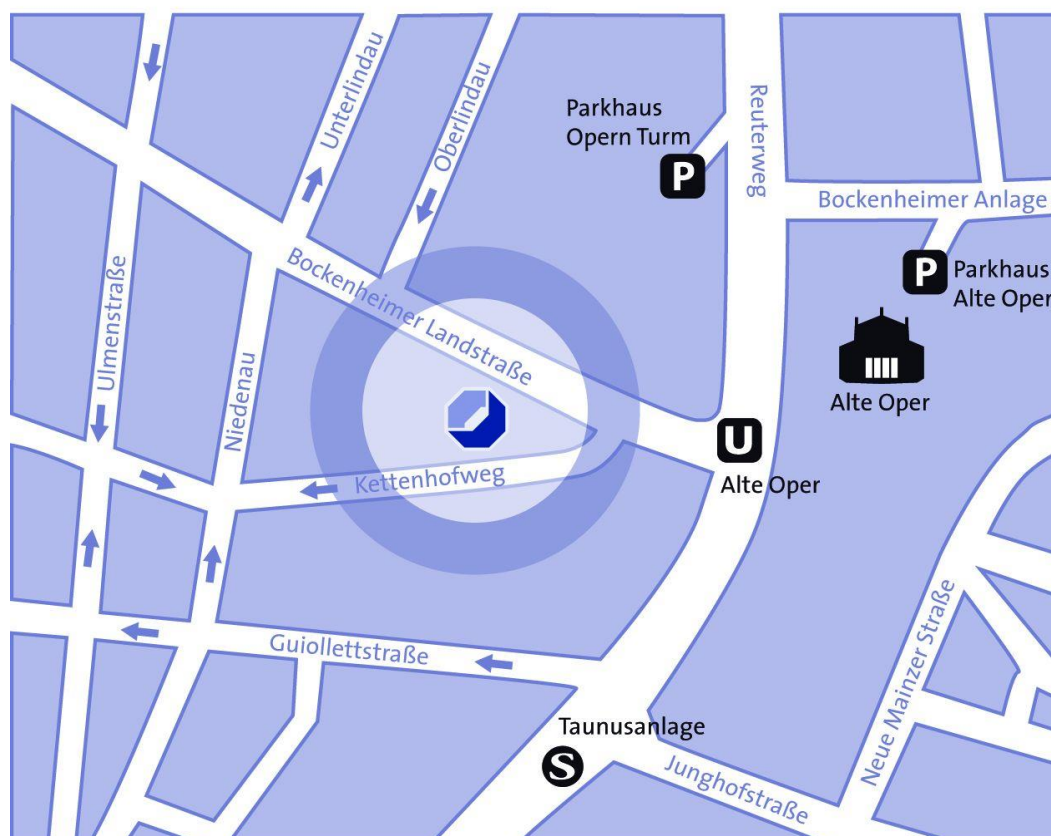 Unterlindau
Oberlindau
Parkhaus
Opern Turm
P
Reuterweg
Bockenheimer Anlage
P
Parkhaus
Alte Oper
Alte Oper
Bockenheimer Landstraße
Ulmenstraße
Niedenau
Kettenhofweg
U
Alte Oper
Guiollettstraße
Neue Mainzer Straße
Taunusanlage
S
Junghofstraße